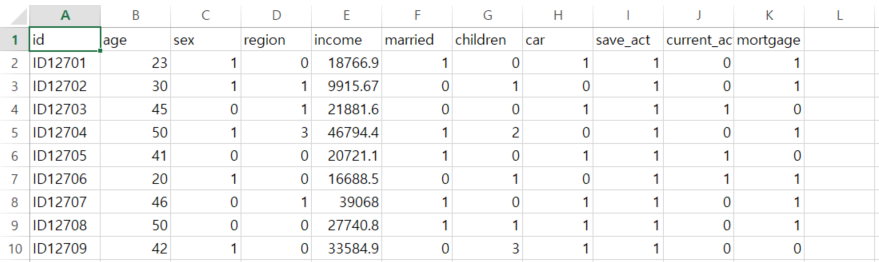 A B C D E F G H I J K L
1 id age sex region income married children car save_act current_ac mortgage
2 ID12701 23 1 0 18766.9 1 0 1 1 0 1
3 ID12702 30 1 1 9915.67 0 1 0 1 1 1
4 ID12703 45 0 1 21881.6 0 0 1 1 1 0
5 ID12704 50 1 3 46794.4 1 2 0 1 0 1
6 ID12705 41 0 0 20721.1 1 0 1 1 1 0
7 ID12706 20 1 0 16688.5 0 1 0 1 1 1
8 ID12707 46 0 1 39068 1 0 1 1 0 1
9 ID12708 50 0 0 27740.8 1 1 1 1 0 1
10 ID12709 42 1 0 33584.9 0 3 1 1 0 0